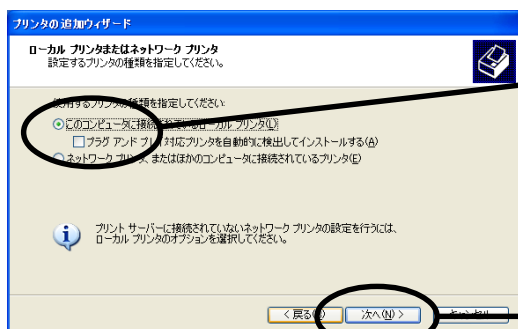 プリンタの追加ウィザード
ローカル プリンタまたはネットワーク プリンタ
設定するプリンタの種類を指定してください。
使用するプリンタの種類を指定してください:
このコンピュータに接続されているローカル プリンタ(L)
プラグ アンド プレイ対応プリンタを自動的に検出してインストールする(A)
ネットワーク プリンタ、またはほかのコンピュータに接続されているプリンタ(E)
プリント サーバーに接続されていないネットワーク プリンタの設定を行うには、
ローカル プリンタのオプションを選択してください。
< 戻る(B) 次へ(N) > キャンセル